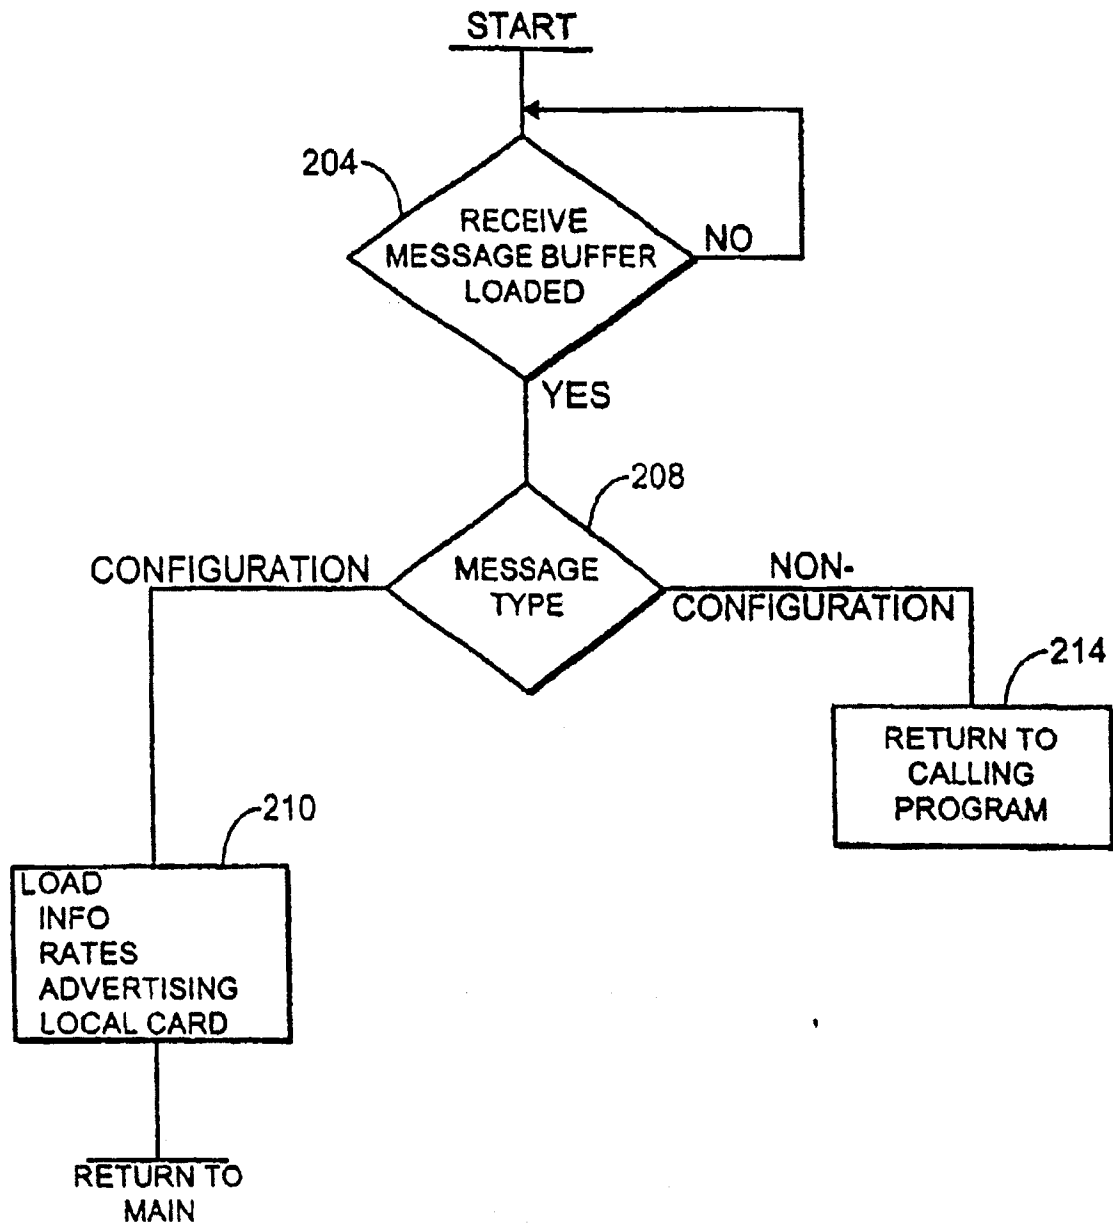 START
204
RECEIVE
MESSAGE BUFFER
LOADED
NO
YES
208
CONFIGURATION
MESSAGE
TYPE
NON-
CONFIGURATION
214
RETURN TO
CALLING
PROGRAM
210
LOAD
INFO
RATES
ADVERTISING
LOCAL CARD
RETURN TO
MAIN